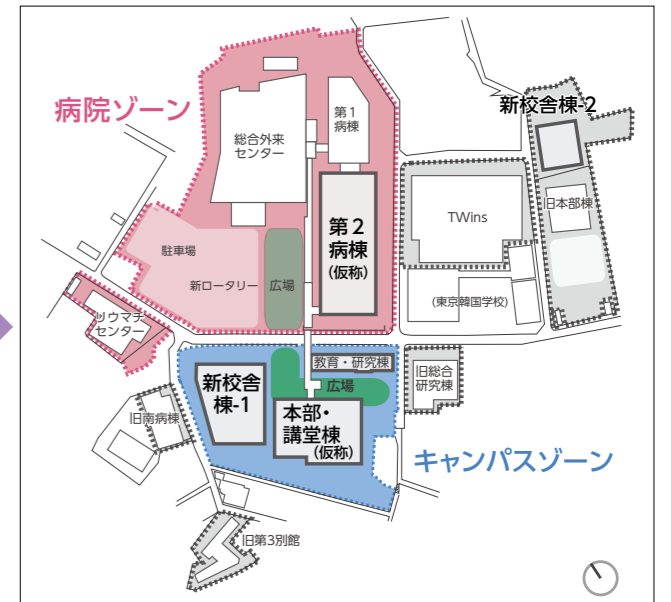 病院ゾーン
総合外来
センター
第1
病棟
新校舎棟-2
旧本部棟
TWins
第2
病棟
(仮称)
駐車場
新ロータリー
広場
(東京韓国学校)
リウマチ
センター
教育・研究棟
広場
新校舎
棟-1
本部・
講堂棟
(仮称)
旧総合
研究棟
旧南病棟
キャンパスゾーン
旧第3別館